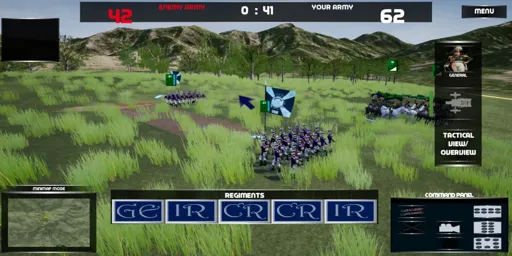 42
ENEMY ARMY
0 : 41
YOUR ARMY
62
MENU
GENERAL
TACTICAL
VIEW/
OVERVIEW
MINIMAP MODE
REGIMENTS
COMMAND PANEL
GE IR. CR CR IR.